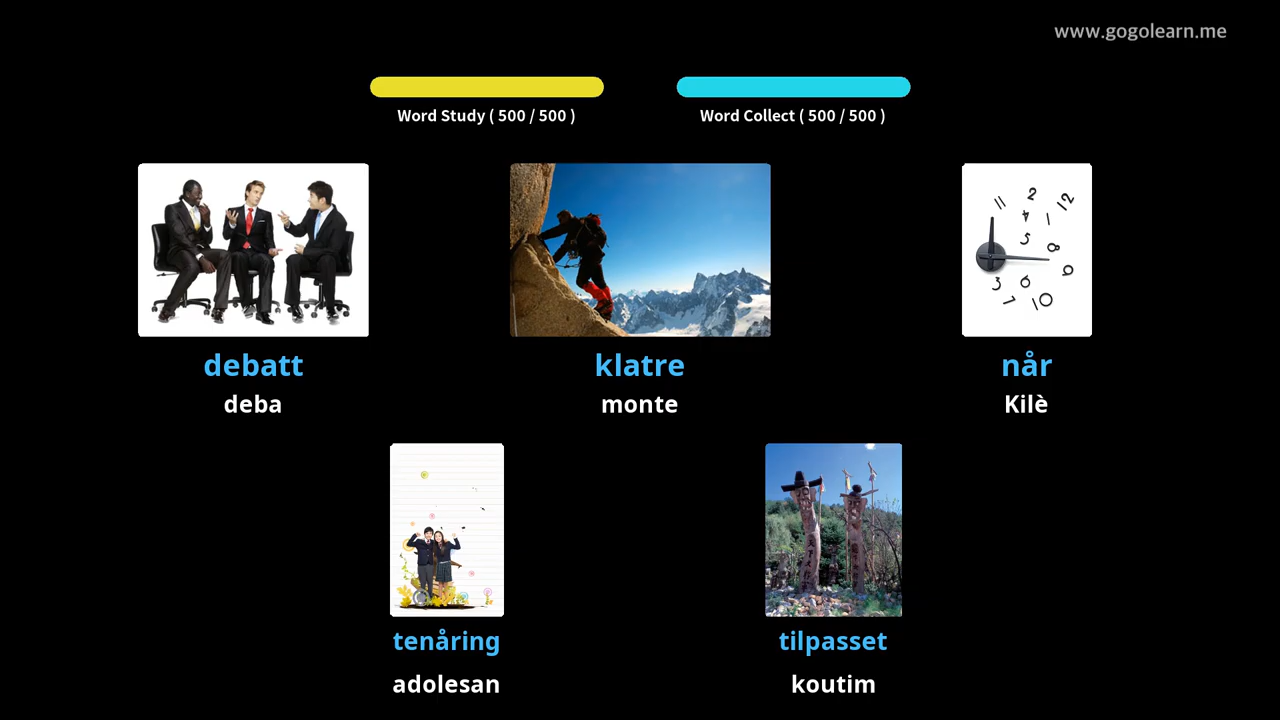 www.gogolearn.me
Word Study ( 500 / 500 )
Word Collect ( 500 / 500 )
debatt
deba
klatre
monte
når
Kilè
tenåring
adolesan
tilpasset
koutim